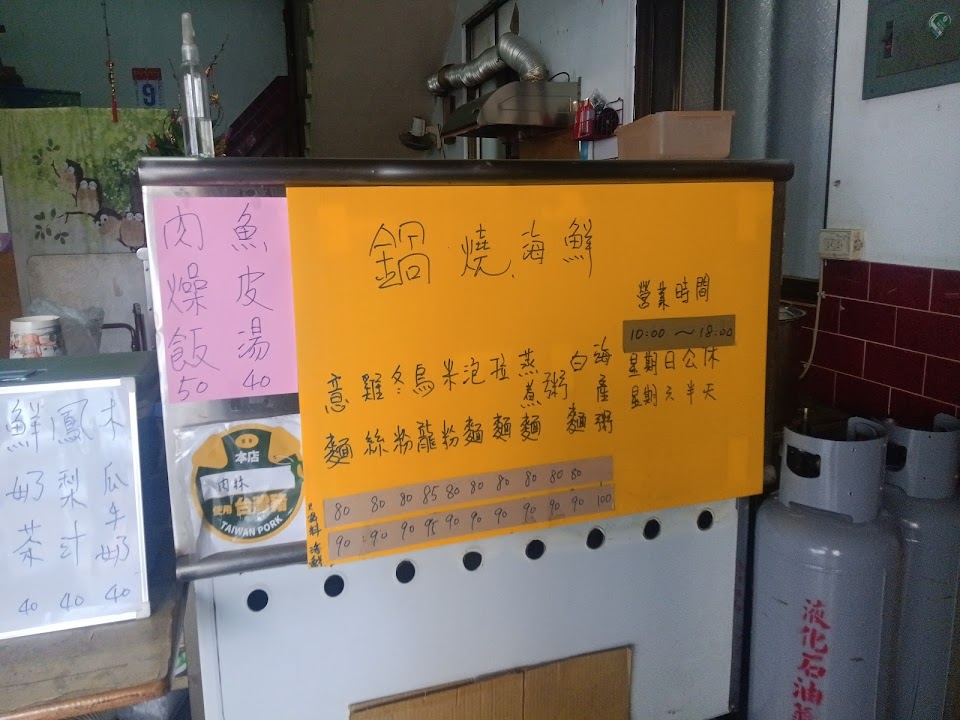 9
肉燥飯
50
魚皮湯
40
鍋燒海鮮
營業時間
10:00～18:00
星期日公休
星期六半天
意麵
雞絲
冬粉
烏龍
米粉
泡麵
拉麵
蒸煮麵
粥
白麵
海產粥
80 80 80 85 80 80 80 80 80 80
90 90 90 95 90 90 90 90 90 90 100
海鮮
本店
使用台灣豬
TAIWAN PORK
鮮奶茶
40
鳳梨汁
40
木瓜牛奶
40
液化石油